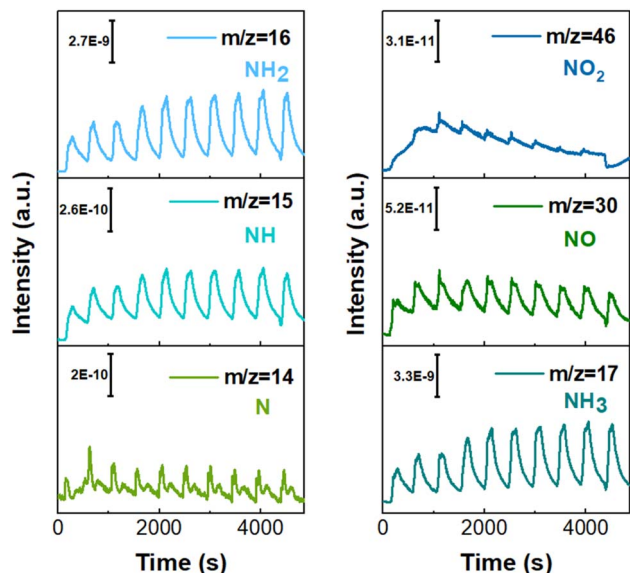 2.7E-9
m/z=16
NH2
2.6E-10
m/z=15
NH
2E-10
m/z=14
N
Intensity (a.u.)
0
2000
4000
Time (s)
3.1E-11
m/z=46
NO2
5.2E-11
m/z=30
NO
3.3E-9
m/z=17
NH3
Intensity (a.u.)
0
2000
4000
Time (s)